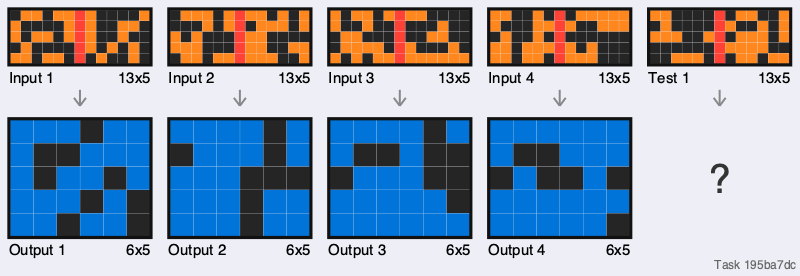 Input 1 13x5 Input 2 13x5 Input 3 13x5 Input 4 13x5 Test 1 13x5
?
Output 1 6x5 Output 2 6x5 Output 3 6x5 Output 4 6x5
Task 195ba7dc